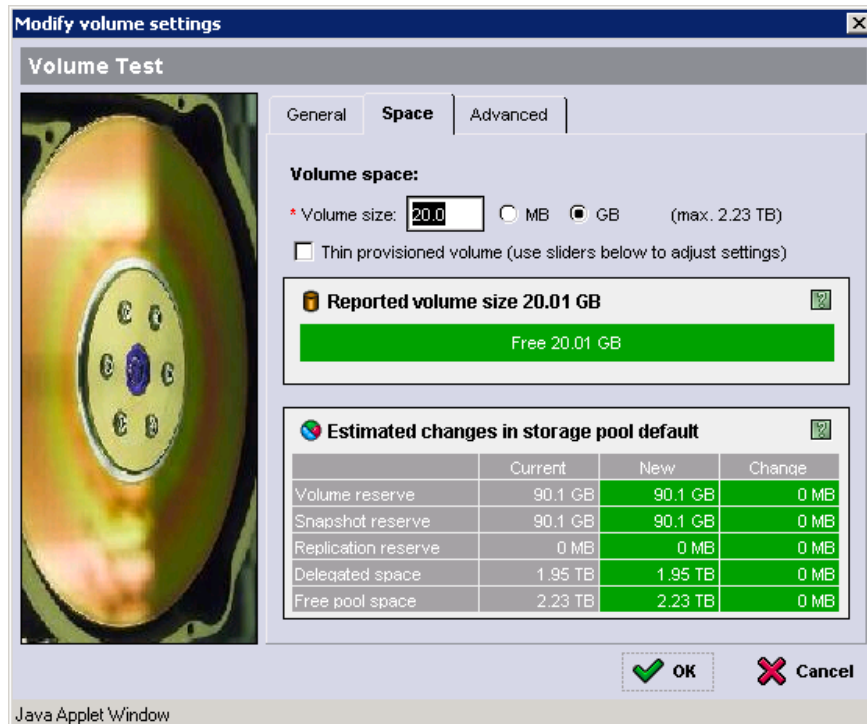 Modify volume settings
Volume Test
General Space Advanced
Volume space:
* Volume size: 20.0 MB GB (max. 2.23 TB)
Thin provisioned volume (use sliders below to adjust settings)
Reported volume size 20.01 GB ?
Free 20.01 GB
Estimated changes in storage pool default ?
Current New Change
Volume reserve 90.1 GB 90.1 GB 0 MB
Snapshot reserve 90.1 GB 90.1 GB 0 MB
Replication reserve 0 MB 0 MB 0 MB
Delegated space 1.95 TB 1.95 TB 0 MB
Free pool space 2.23 TB 2.23 TB 0 MB
OK Cancel
Java Applet Window